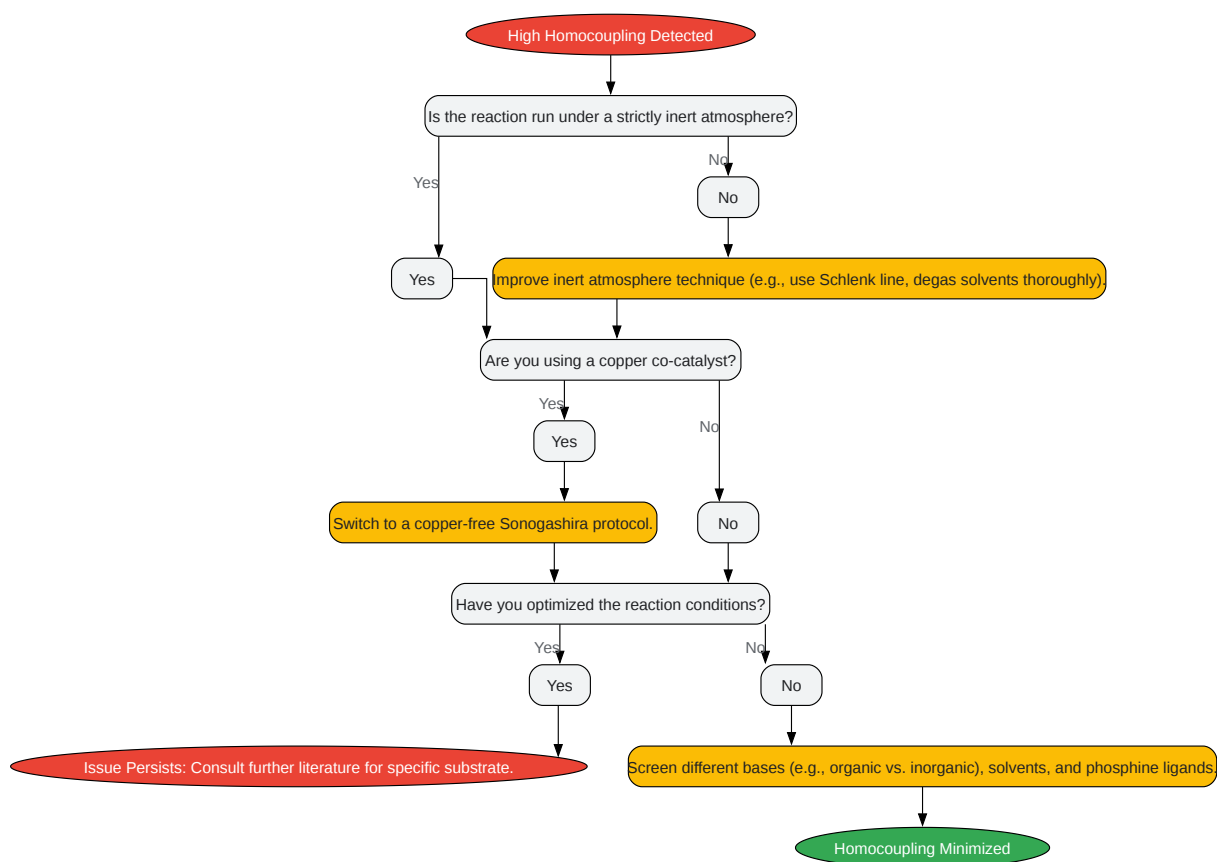 High Homocoupling Detected
Is the reaction run under a strictly inert atmosphere?
No
Yes
No
Yes
Improve inert atmosphere technique (e.g., use Schlenk line, degas solvents thoroughly).
Are you using a copper co-catalyst?
Yes
No
Yes
Switch to a copper-free Sonogashira protocol.
No
Have you optimized the reaction conditions?
Yes
No
Yes
No
Issue Persists: Consult further literature for specific substrate.
Screen different bases (e.g., organic vs. inorganic), solvents, and phosphine ligands.
Homocoupling Minimized